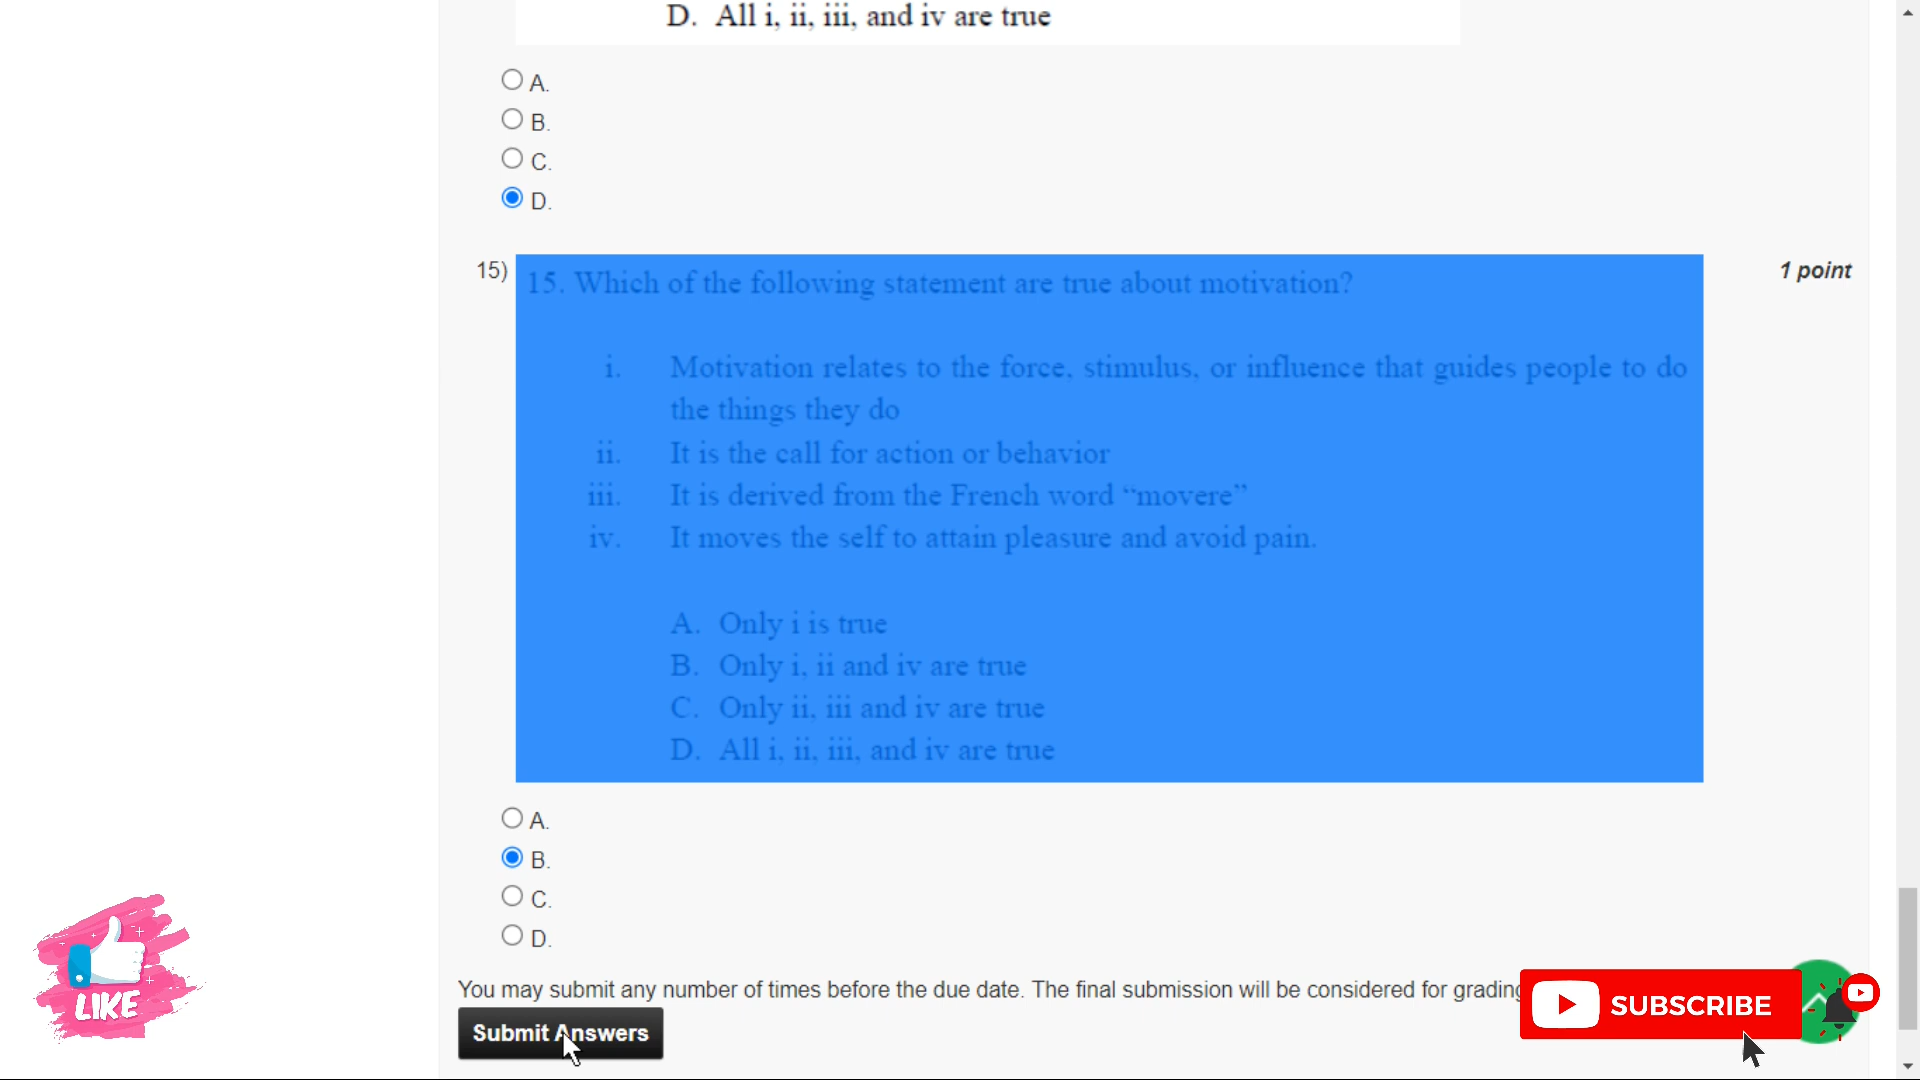 D. All i, ii, iii, and iv are true
A.
B.
C.
D.
15)
15. Which of the following statement are true about motivation?
1 point
i. Motivation relates to the force, stimulus, or influence that guides people to do
the things they do
ii. It is the call for action or behavior
iii. It is derived from the French word “movere”
iv. It moves the self to attain pleasure and avoid pain.
A. Only i is true
B. Only i, ii and iv are true
C. Only ii, iii and iv are true
D. All i, ii, iii, and iv are true
A.
B.
C.
D.
You may submit any number of times before the due date. The final submission will be considered for grading
Submit Answers
LIKE
SUBSCRIBE